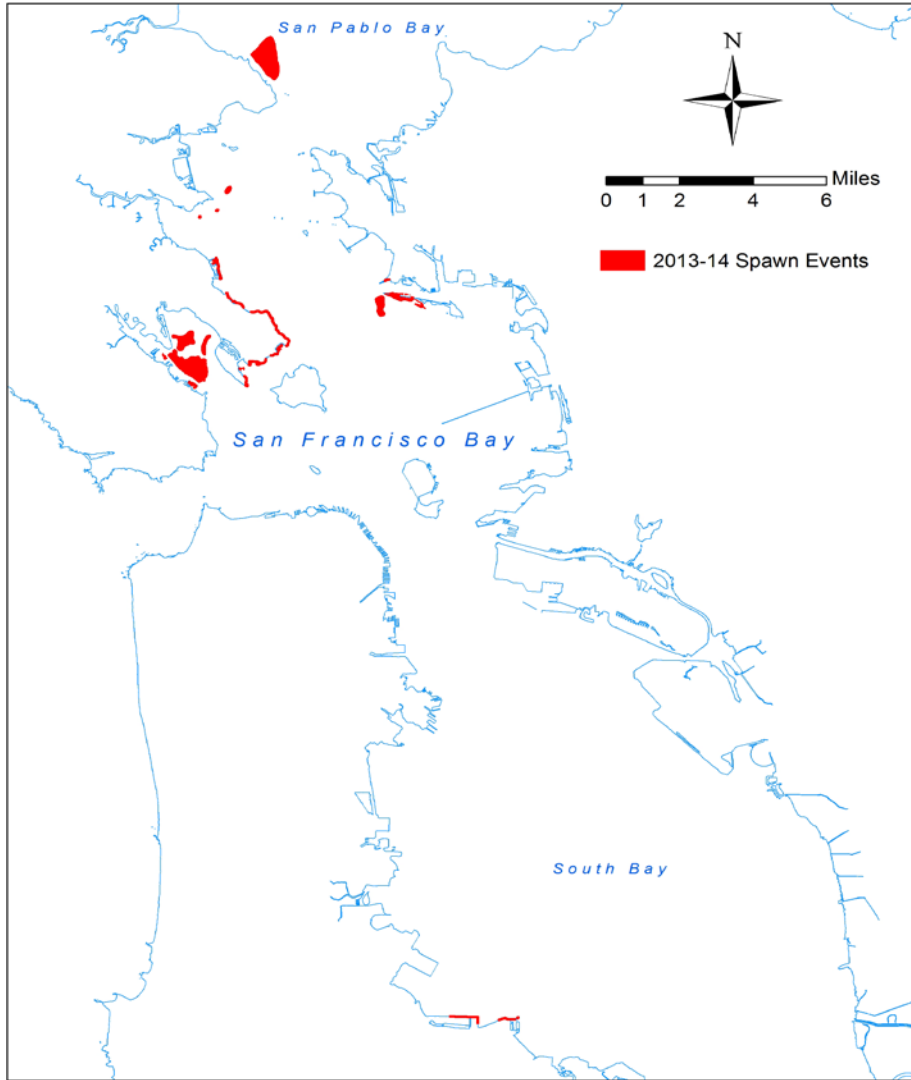 San Pablo Bay
N
Miles
0 1 2 4 6
2013-14 Spawn Events
San Francisco Bay
South Bay